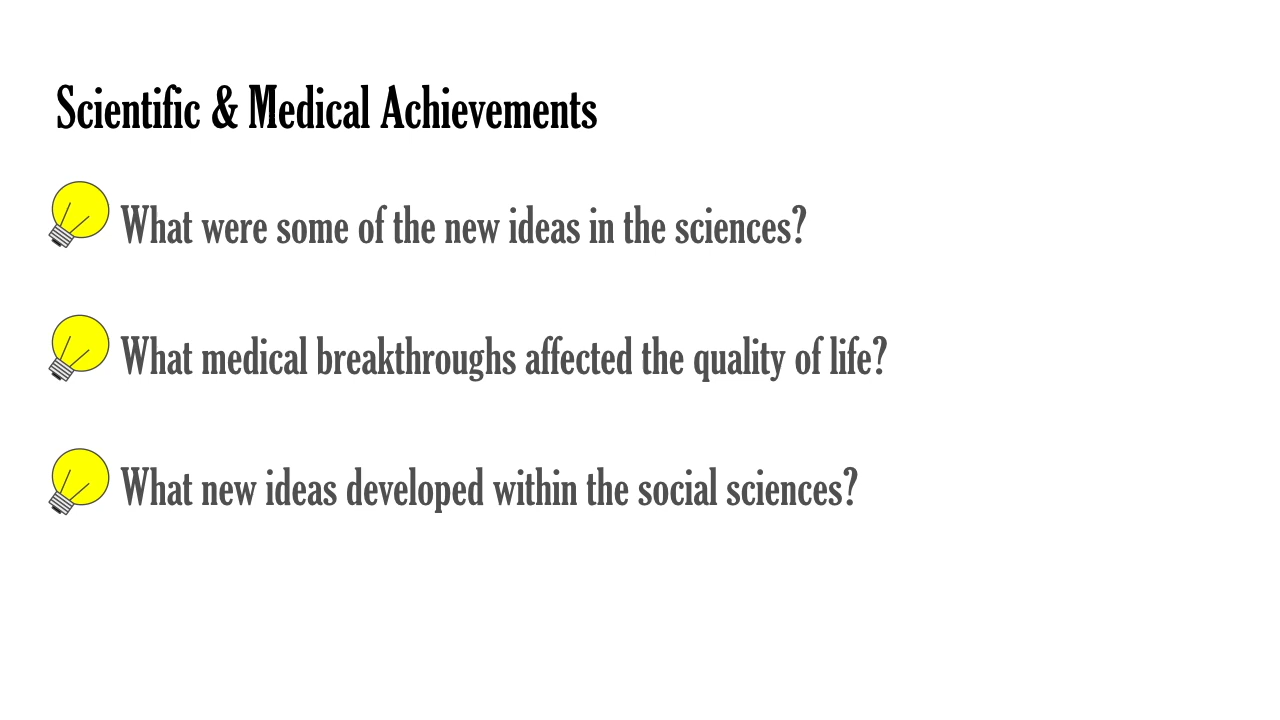 Scientific & Medical Achievements
What were some of the new ideas in the sciences?
What medical breakthroughs affected the quality of life?
What new ideas developed within the social sciences?